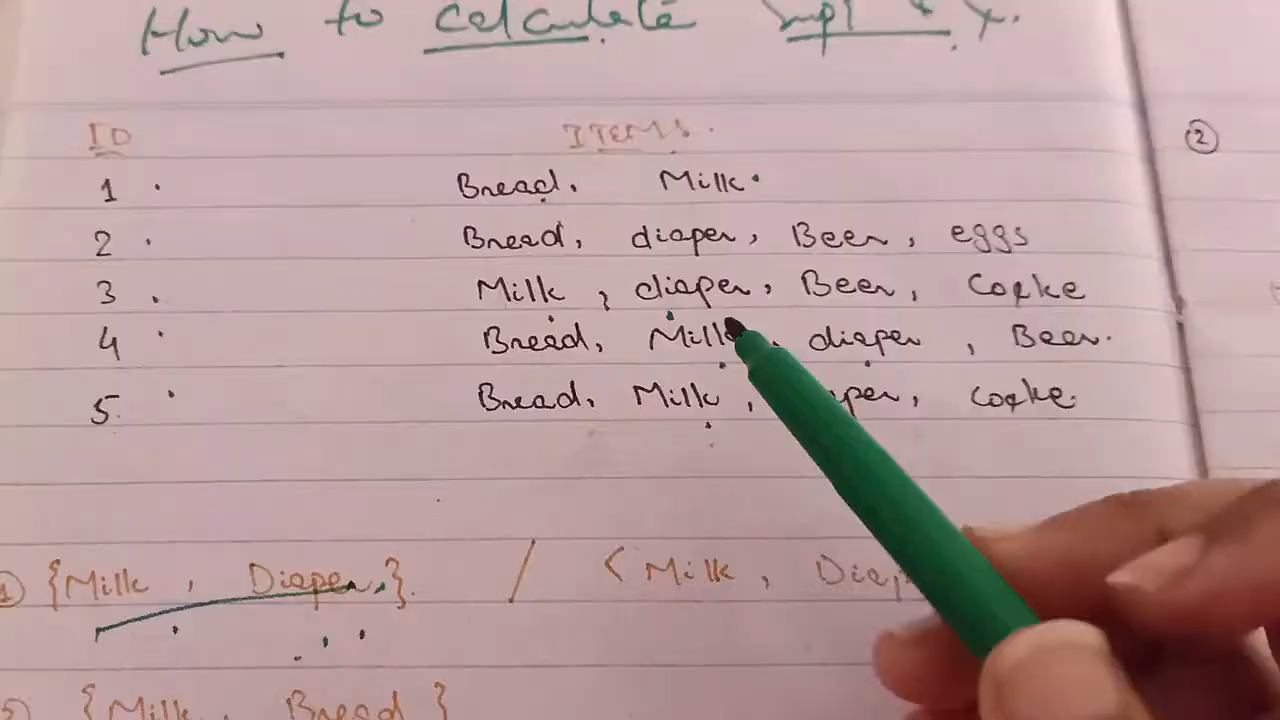 How to calculate
ID ITEMS.
1 . Bread, Milk.
2 . Bread, diaper, Beer, eggs
3 . Milk, diaper, Beer, Coke
4 . Bread, Milk, diaper, Beer.
5. Bread, Milk, coke.
{Milk, Diaper.} / < Milk,
{Milk, Bread}
②